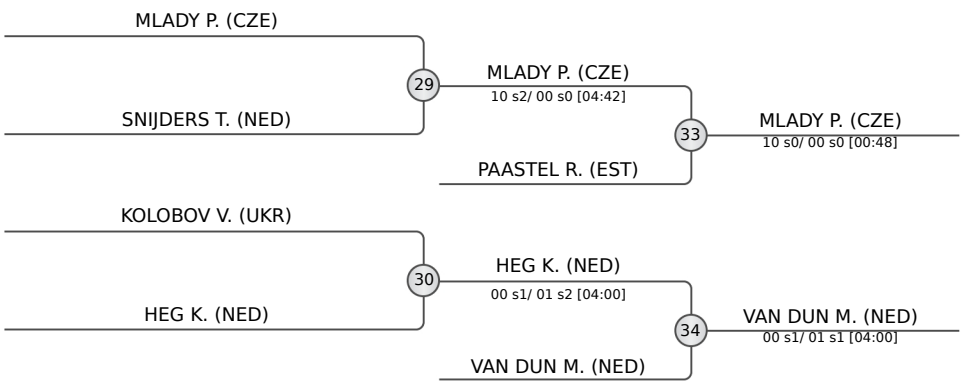 MLADY P. (CZE)
29
SNIJDERS T. (NED)
MLADY P. (CZE)
10 s2/ 00 s0 [04:42]
33
PAASTEL R. (EST)
MLADY P. (CZE)
10 s0/ 00 s0 [00:48]
KOLOBOV V. (UKR)
30
HEG K. (NED)
HEG K. (NED)
00 s1/ 01 s2 [04:00]
34
VAN DUN M. (NED)
VAN DUN M. (NED)
00 s1/ 01 s1 [04:00]